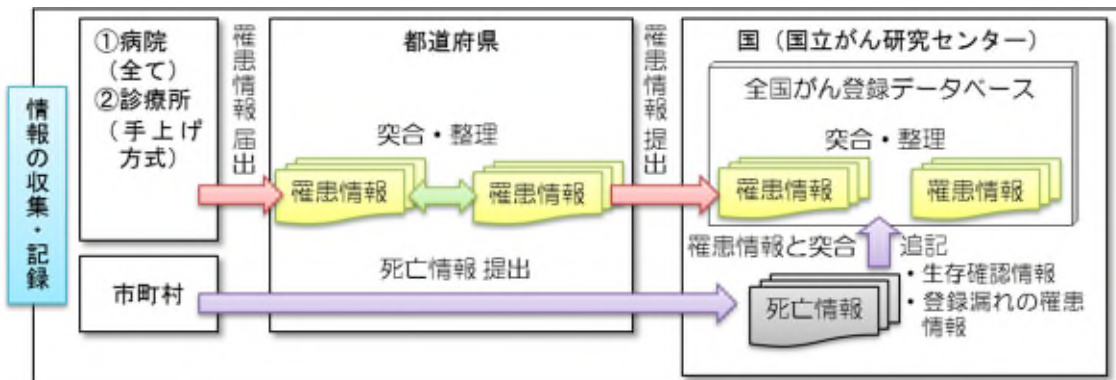 情報の収集・記録
①病院
(全て)
②診療所
(手上げ
方式)
罹患情報 届出
都道府県
突合・整理
罹患情報
罹患情報
罹患情報 提出
国(国立がん研究センター)
全国がん登録データベース
突合・整理
罹患情報
罹患情報
罹患情報と突合
追記
・生存確認情報
・登録漏れの罹患
情報
市町村
死亡情報 提出
死亡情報